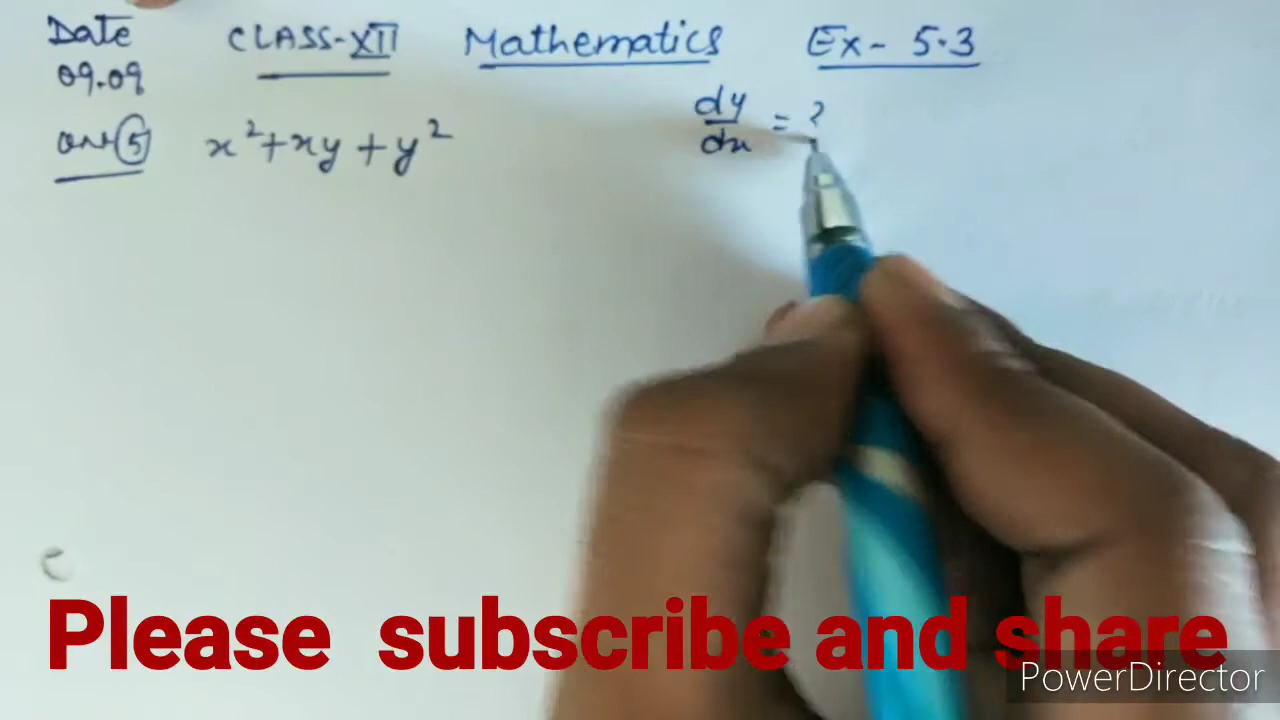 Date CLASS-XII Mathematics Ex- 5.3
09.09
dy/dx = ?
⑤ x²+xy+y²
Please subscribe and share
PowerDirector